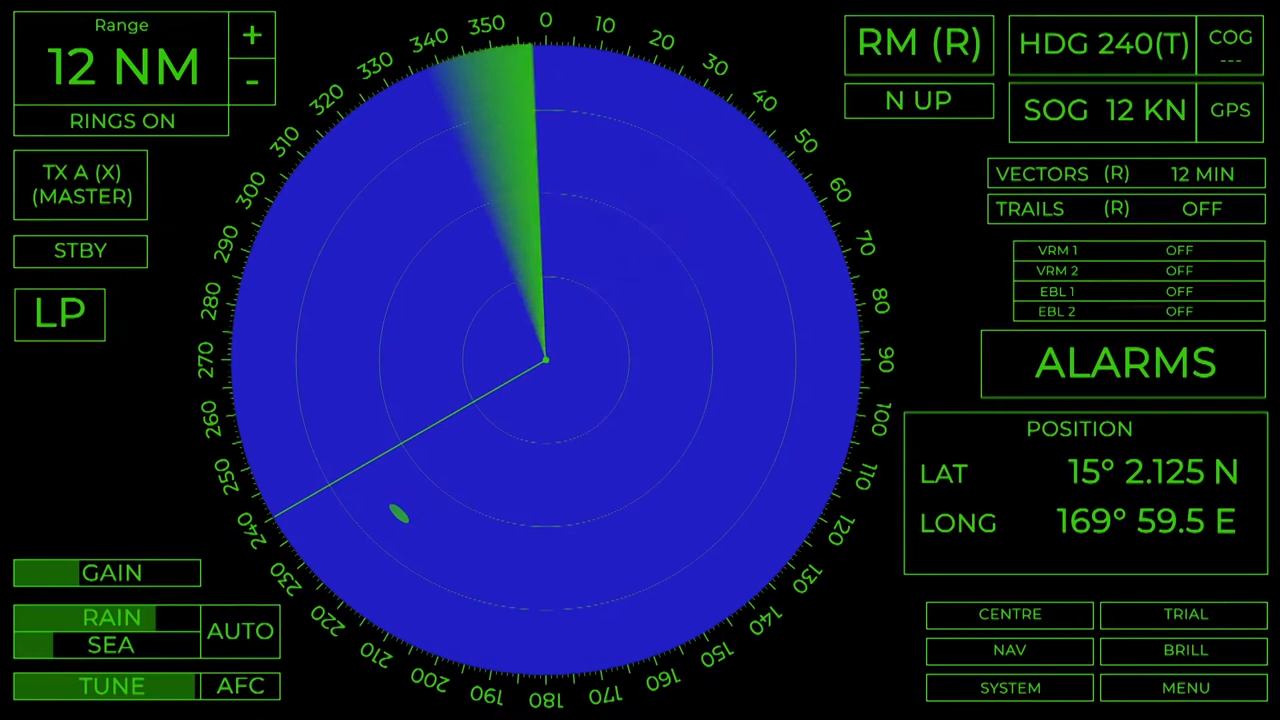 Range
12 NM
+
-
RINGS ON
TX A (X)
(MASTER)
STBY
LP
GAIN
RAIN
SEA
AUTO
TUNE
AFC
0
10
20
30
40
50
60
70
80
90
100
110
120
130
140
150
160
170
180
190
200
210
220
230
240
250
260
270
280
290
300
310
320
330
340
350
RM (R)
N UP
HDG 240(T)
COG
---
SOG 12 KN
GPS
VECTORS (R) 12 MIN
TRAILS (R) OFF
VRM 1 OFF
VRM 2 OFF
EBL 1 OFF
EBL 2 OFF
ALARMS
POSITION
LAT 15° 2.125 N
LONG 169° 59.5 E
CENTRE TRIAL
NAV BRILL
SYSTEM MENU